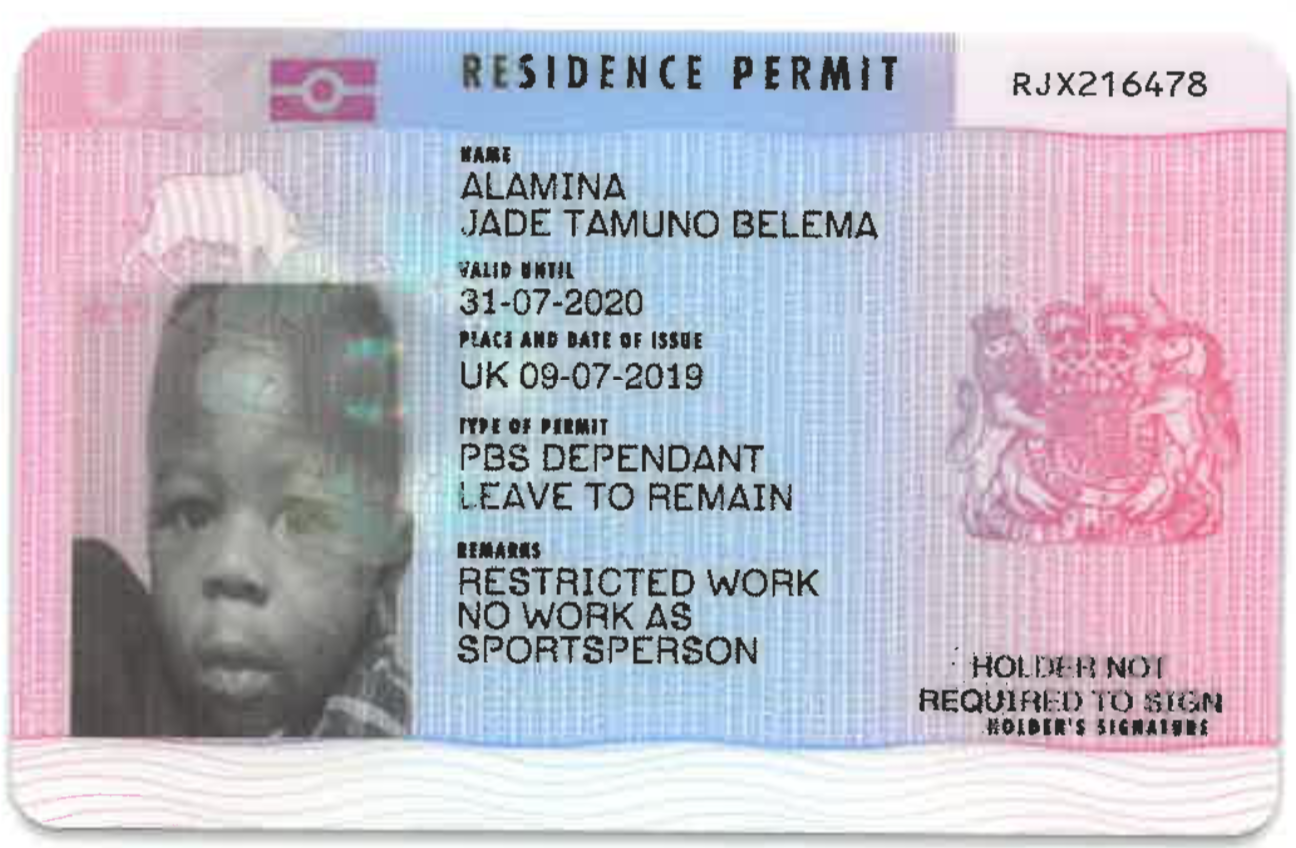 RESIDENCE PERMIT
RJX216478
NAME
ALAMINA
JADE TAMUNO BELEMA
VALID UNTIL
31-07-2020
PLACE AND DATE OF ISSUE
UK 09-07-2019
TYPE OF PERMIT
PBS DEPENDANT
LEAVE TO REMAIN
REMARKS
RESTRICTED WORK
NO WORK AS
SPORTSPERSON
HOLDER NOT
REQUIRED TO SIGN
HOLDER'S SIGNATURE